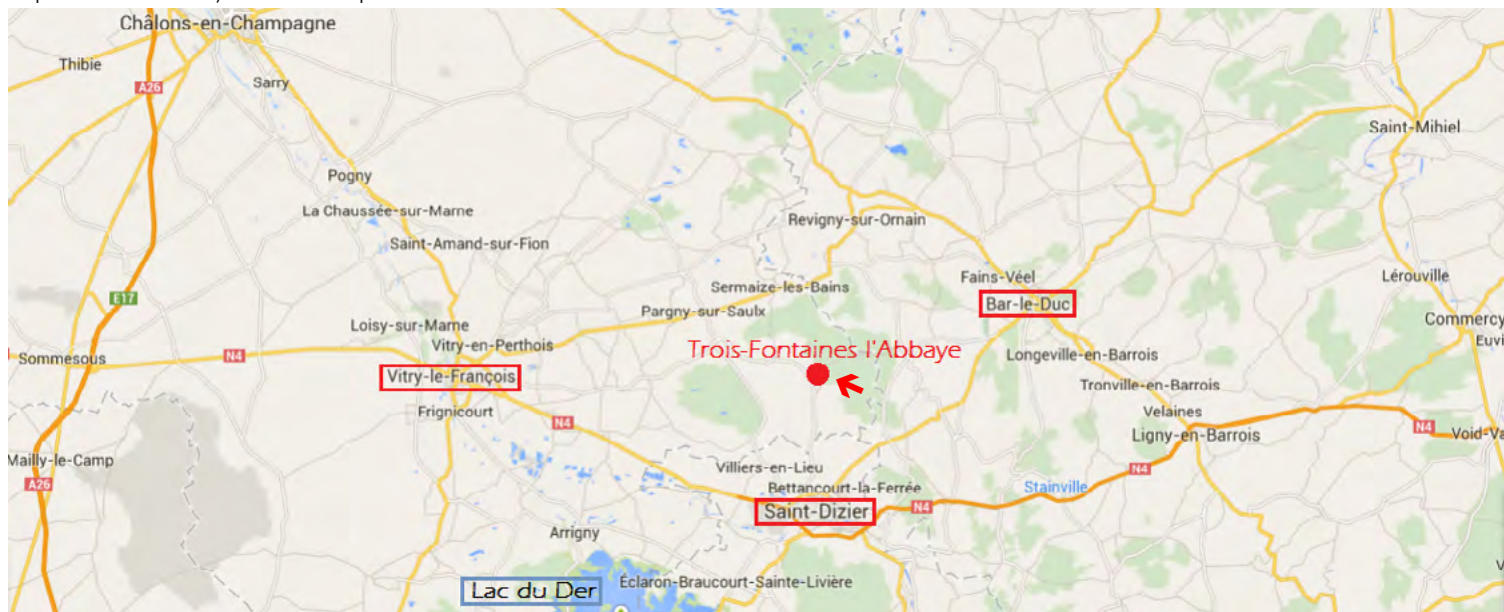 Châlons-en-Champagne
Thibie
A26
Sarry
Saint-Mihiel
Pogny
La Chaussée-sur-Marne
Revigny-sur-Ornain
Saint-Amand-sur-Fion
Fains-Véel
Lérouville
Sermaize-les-Bains
E17
Bar-le-Duc
Pargny-sur-Saulx
Commercy
Loisy-sur-Marne
Vitry-en-Perthois
Euvi
Sommesous
N4
Trois-Fontaines l'Abbaye
Longeville-en-Barrois
Vitry-le-François
Tronville-en-Barrois
Frignicourt
Velaines
N4
Ligny-en-Barrois
N4
Void-Va
Mailly-le-Camp
Villiers-en-Lieu
N4
A26
Bettancourt-la-Ferrée
Stainville
Saint-Dizier
N4
Arrigny
Éclaron-Braucourt-Sainte-Livière
Lac du Der